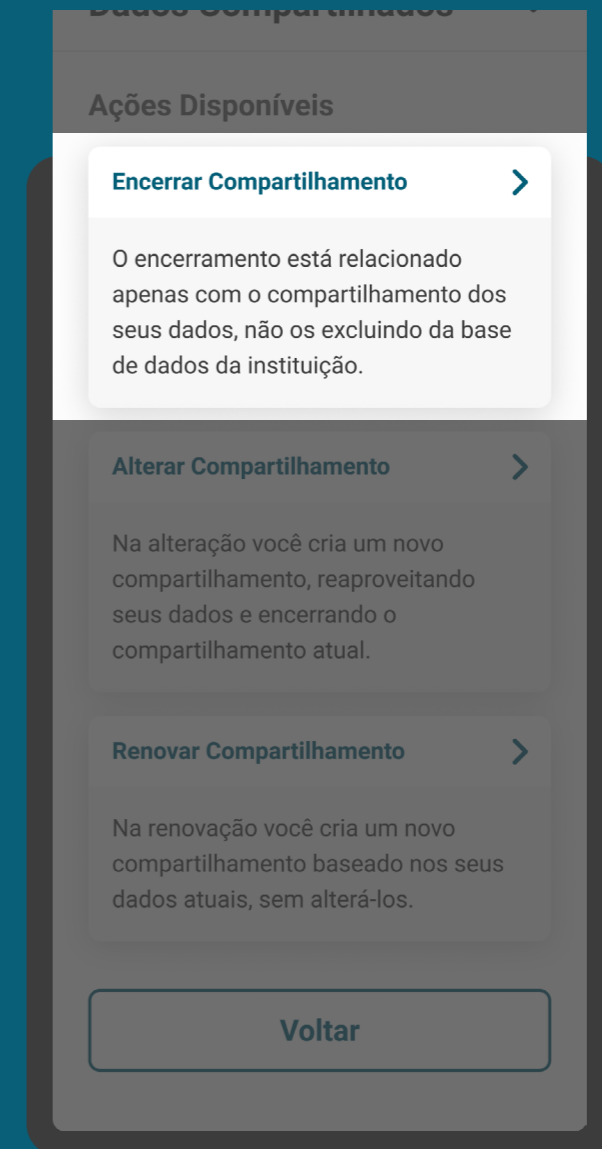 Dados Compartilhados
Ações Disponíveis
Encerrar Compartilhamento
O encerramento está relacionado
apenas com o compartilhamento dos
seus dados, não os excluindo da base
de dados da instituição.
Alterar Compartilhamento
Na alteração você cria um novo
compartilhamento, reaproveitando
seus dados e encerrando o
compartilhamento atual.
Renovar Compartilhamento
Na renovação você cria um novo
compartilhamento baseado nos seus
dados atuais, sem alterá-los.
Voltar